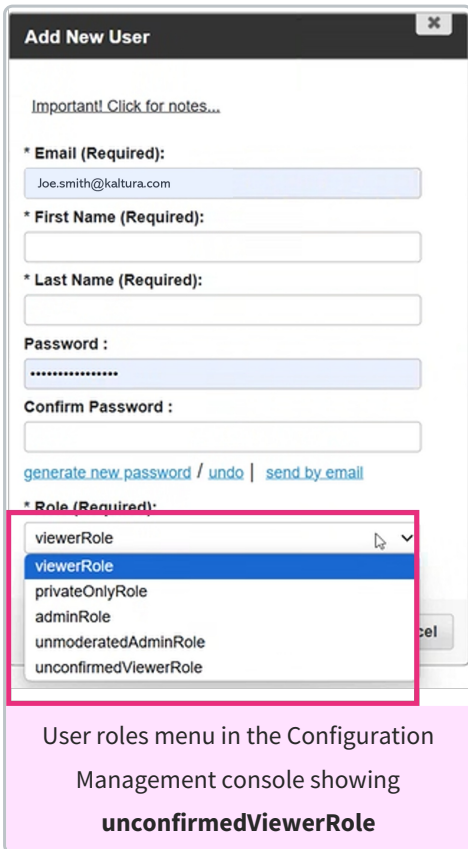 Add New User
Important! Click for notes...
* Email (Required):
Joe.smith@kaltura.com
* First Name (Required):
* Last Name (Required):
Password :
••••••••••••••••
Confirm Password :
generate new password / undo | send by email
* Role (Required):
viewerRole
viewerRole
privateOnlyRole
adminRole
unmoderatedAdminRole
unconfirmedViewerRole
User roles menu in the Configuration
Management console showing
unconfirmedViewerRole